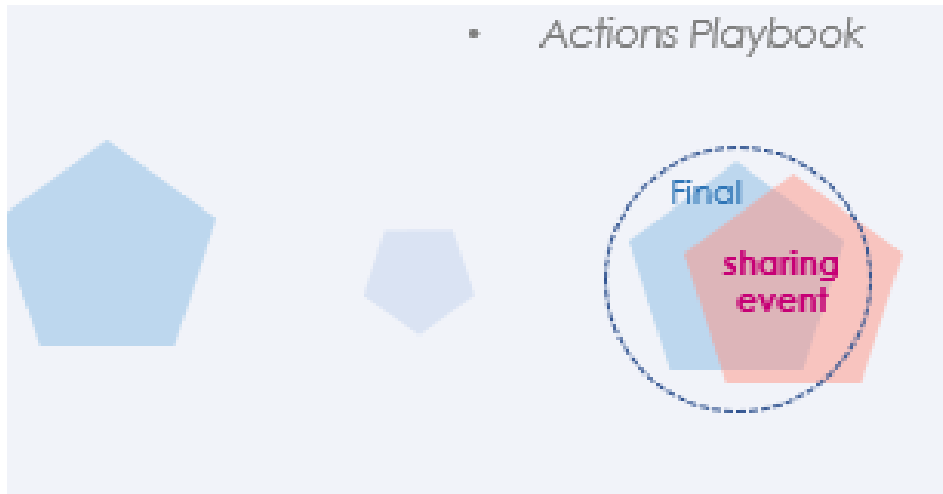 • Actions Playbook
Final
sharing
event